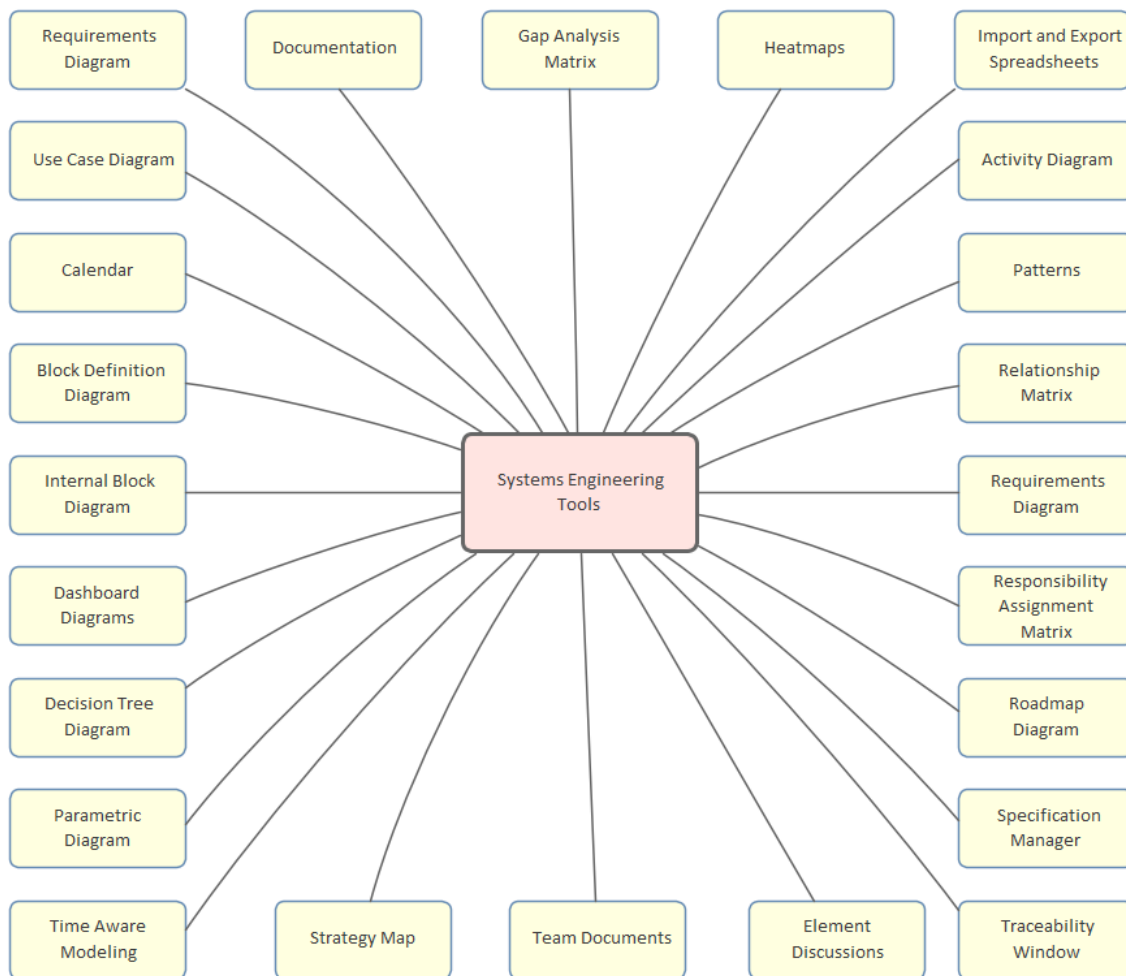 Requirements
Diagram
Documentation
Gap Analysis
Matrix
Heatmaps
Import and Export
Spreadsheets
Use Case Diagram
Activity Diagram
Calendar
Patterns
Block Definition
Diagram
Relationship
Matrix
Systems Engineering
Tools
Internal Block
Diagram
Requirements
Diagram
Dashboard
Diagrams
Responsibility
Assignment
Matrix
Decision Tree
Diagram
Roadmap
Diagram
Parametric
Diagram
Specification
Manager
Time Aware
Modeling
Strategy Map
Team Documents
Element
Discussions
Traceability
Window